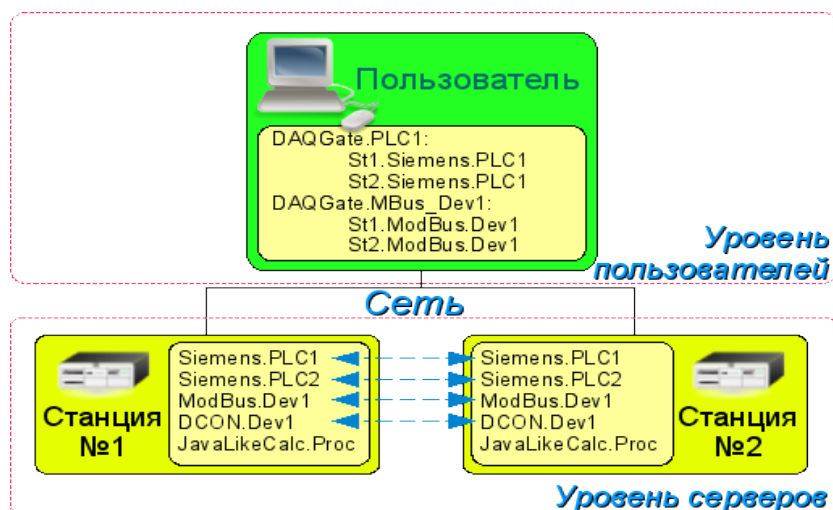 Пользователь
DAQGate.PLC1:
St1.Siemens.PLC1
St2.Siemens.PLC1
DAQGate.MBus_Dev1:
St1.ModBus.Dev1
St2.ModBus.Dev1
Уровень
пользователей
Сеть
Станция
№1
Siemens.PLC1
Siemens.PLC2
ModBus.Dev1
DCON.Dev1
JavaLikeCalc.Proc
Siemens.PLC1
Siemens.PLC2
ModBus.Dev1
DCON.Dev1
JavaLikeCalc.Proc
Станция
№2
Уровень серверов